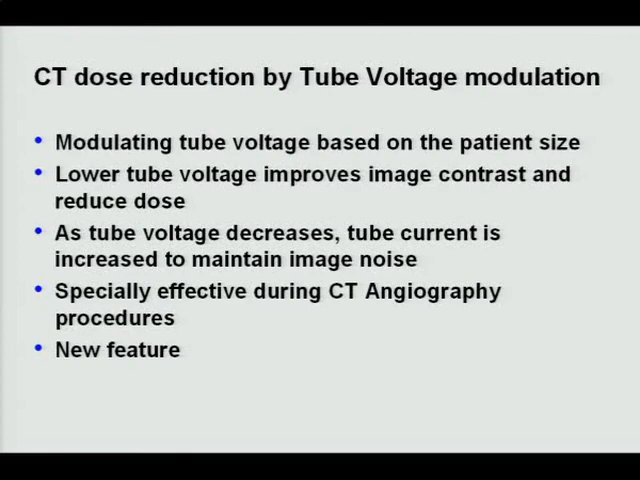 CT dose reduction by Tube Voltage modulation
• Modulating tube voltage based on the patient size
• Lower tube voltage improves image contrast and
reduce dose
• As tube voltage decreases, tube current is
increased to maintain image noise
• Specially effective during CT Angiography
procedures
• New feature